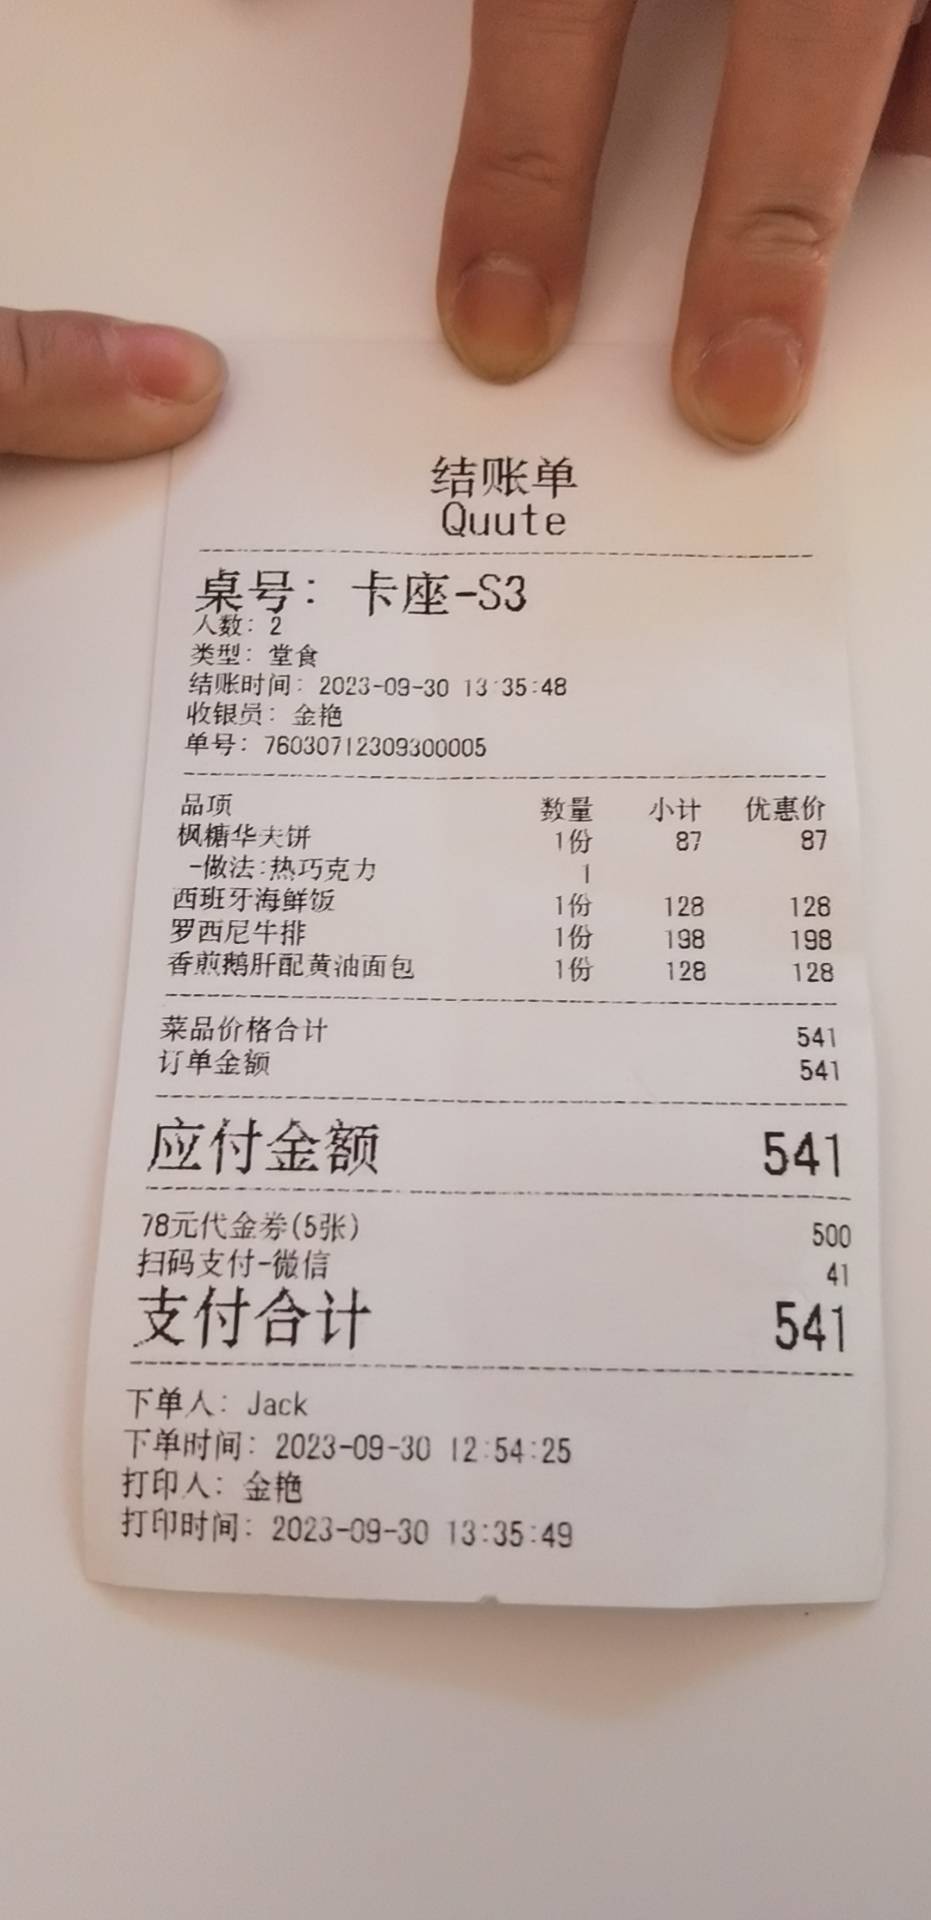 结账单
Quute
桌号: 卡座-S3
人数: 2
类型: 堂食
结账时间: 2023-09-30 13:35:48
收银员: 金艳
单号: 76030712309300005
品项 数量 小计 优惠价
枫糖华夫饼 1份 87 87
-做法:热巧克力 1
西班牙海鲜饭 1份 128 128
罗西尼牛排 1份 198 198
香煎鹅肝配黄油面包 1份 128 128
菜品价格合计 541
订单金额 541
应付金额 541
78元代金券(5张) 500
扫码支付-微信 41
支付合计 541
下单人: Jack
下单时间: 2023-09-30 12:54:25
打印人: 金艳
打印时间: 2023-09-30 13:35:49